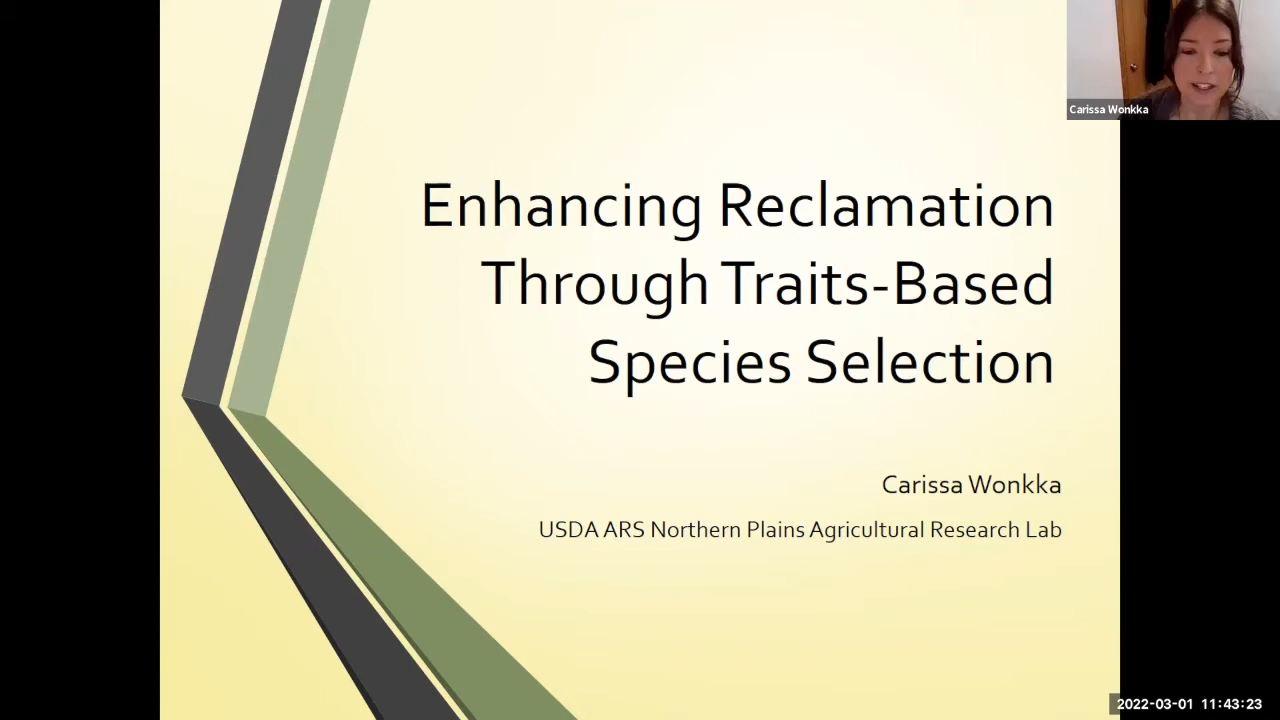 Carissa Wonkka
Enhancing Reclamation
Through Traits-Based
Species Selection
Carissa Wonkka
USDA ARS Northern Plains Agricultural Research Lab
2022-03-01 11:43:23